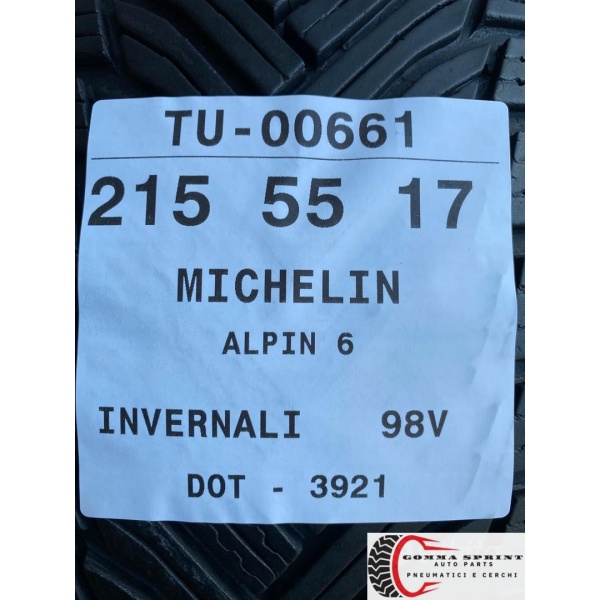 TU-00661
215 55 17
MICHELIN
ALPIN 6
INVERNALI 98V
DOT - 3921
GOMMA SPRINT
AUTO PARTS
PNEUMATICI E CERCHI